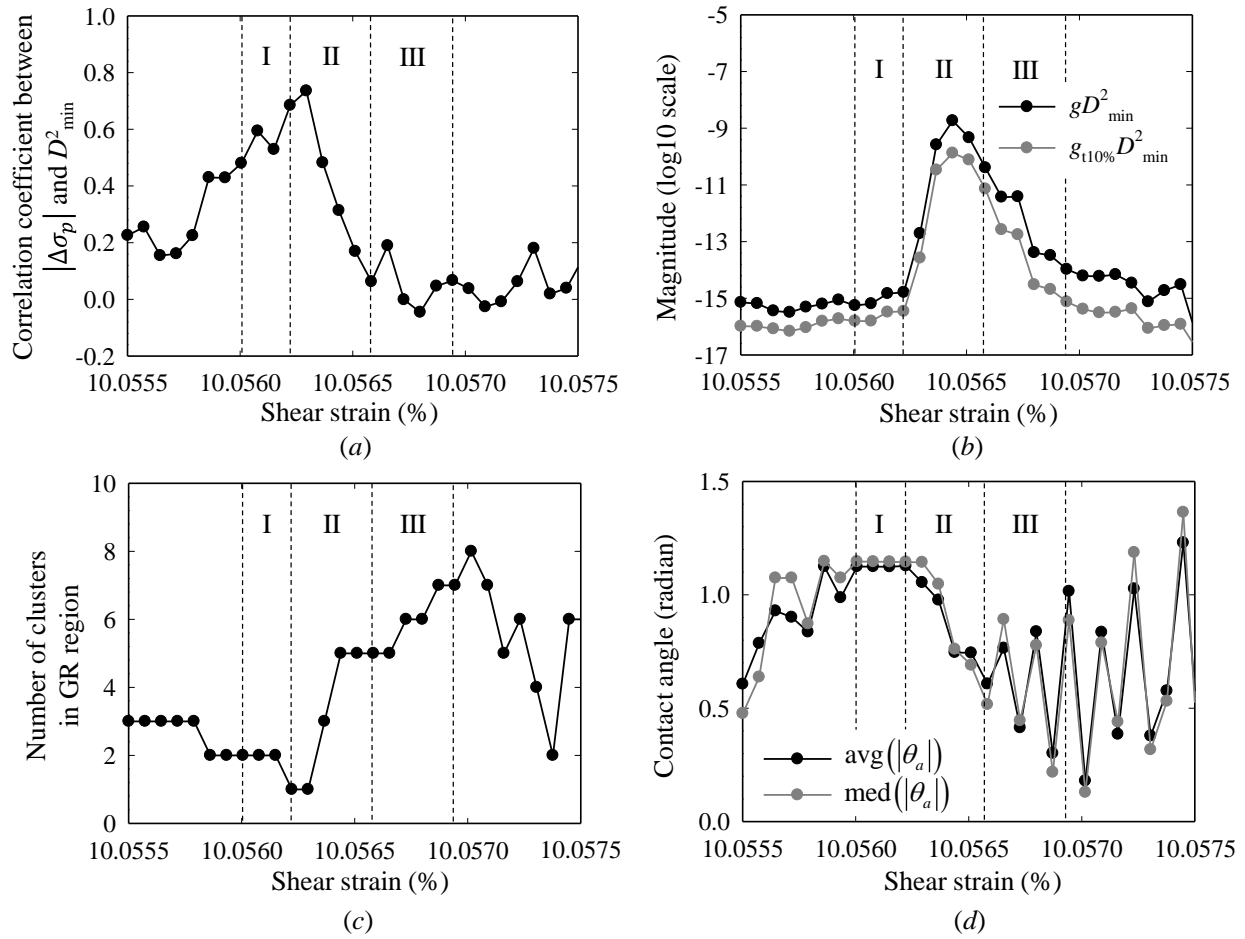 Correlation coefficient between
|Δσp| and D²min
1.0
0.8
0.6
0.4
0.2
0.0
-0.2
I
II
III
10.0555
10.0560
10.0565
10.0570
10.0575
Shear strain (%)
(a)
Magnitude (log10 scale)
-5
-7
-9
-11
-13
-15
-17
I
II
III
gD²min
gt10%D²min
10.0555
10.0560
10.0565
10.0570
10.0575
Shear strain (%)
(b)
Number of clusters
in GR region
10
8
6
4
2
0
I
II
III
10.0555
10.0560
10.0565
10.0570
10.0575
Shear strain (%)
(c)
Contact angle (radian)
1.5
1.0
0.5
0.0
I
II
III
avg(|θa|)
med(|θa|)
10.0555
10.0560
10.0565
10.0570
10.0575
Shear strain (%)
(d)